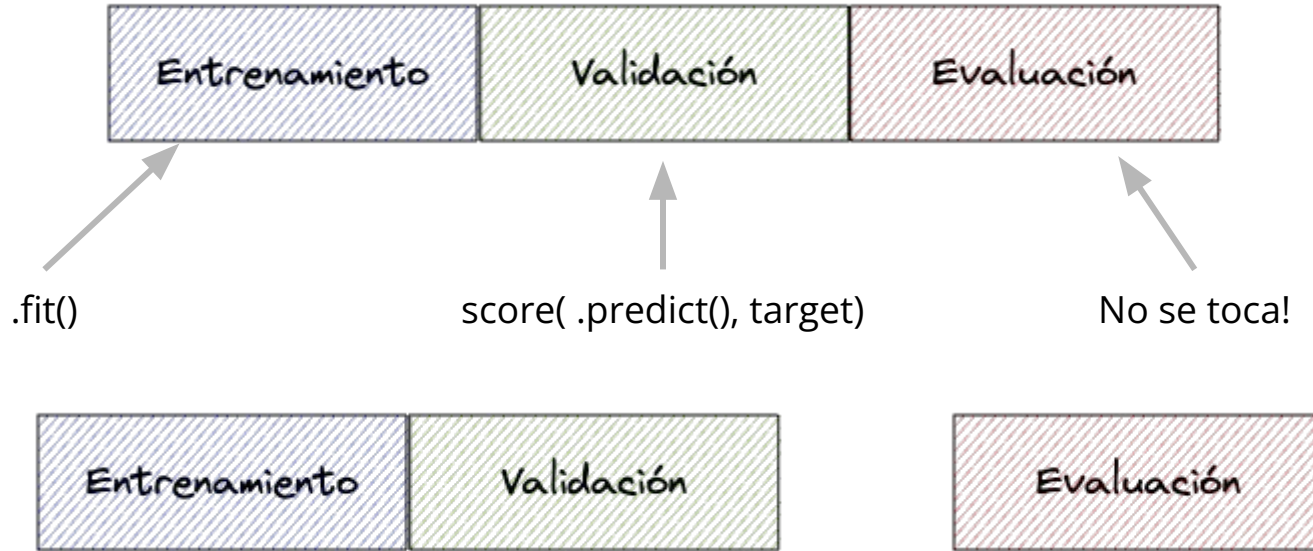 Entrenamiento Validación Evaluación
.fit() score( .predict(), target) No se toca!
Entrenamiento Validación Evaluación